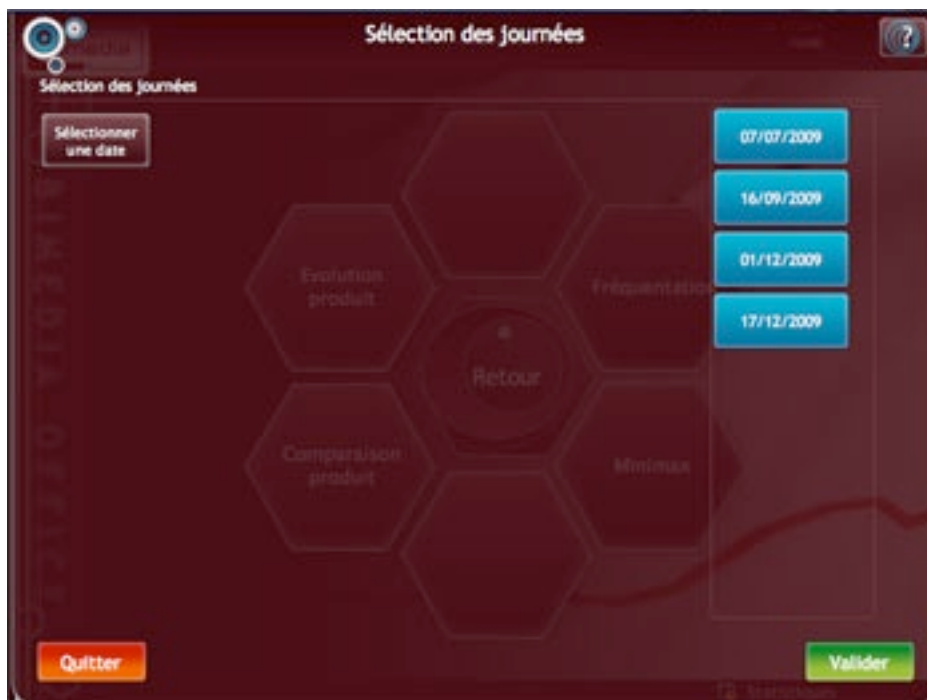 Sélection des journées
?
Sélection des journées
Sélectionner
une date
07/07/2009
16/09/2009
01/12/2009
17/12/2009
Evolution
produit
Fréquentation
Retour
Comparaison
produit
Minimax
Quitter
Valider
Statistiques